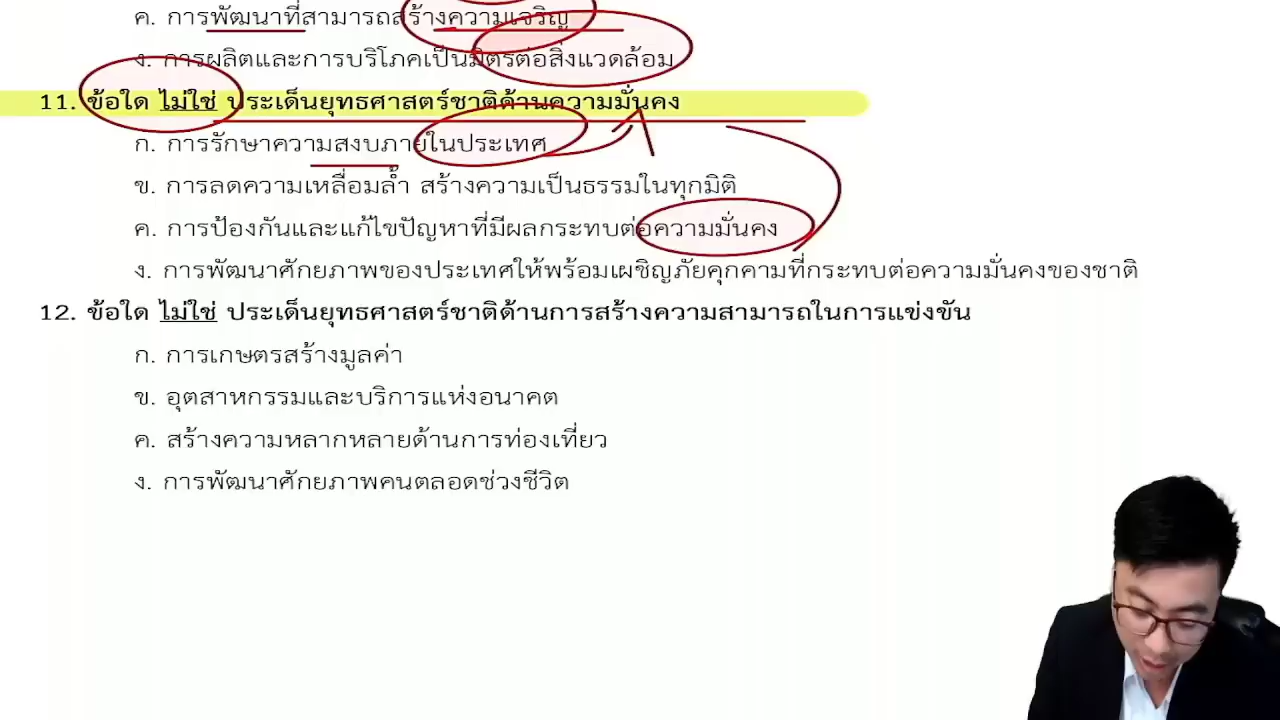 ค. การพัฒนาที่สามารถสร้างความเจริญ
ง. การผลิตและการบริโภคเป็นมิตรต่อสิ่งแวดล้อม
11. ข้อใด ไม่ใช่ ประเด็นยุทธศาสตร์ชาติด้านความมั่นคง
ก. การรักษาความสงบภายในประเทศ
ข. การลดความเหลื่อมล้ำ สร้างความเป็นธรรมในทุกมิติ
ค. การป้องกันและแก้ไขปัญหาที่มีผลกระทบต่อความมั่นคง
ง. การพัฒนาศักยภาพของประเทศให้พร้อมเผชิญภัยคุกคามที่กระทบต่อความมั่นคงของชาติ
12. ข้อใด ไม่ใช่ ประเด็นยุทธศาสตร์ชาติด้านการสร้างความสามารถในการแข่งขัน
ก. การเกษตรสร้างมูลค่า
ข. อุตสาหกรรมและบริการแห่งอนาคต
ค. สร้างความหลากหลายด้านการท่องเที่ยว
ง. การพัฒนาศักยภาพคนตลอดช่วงชีวิต